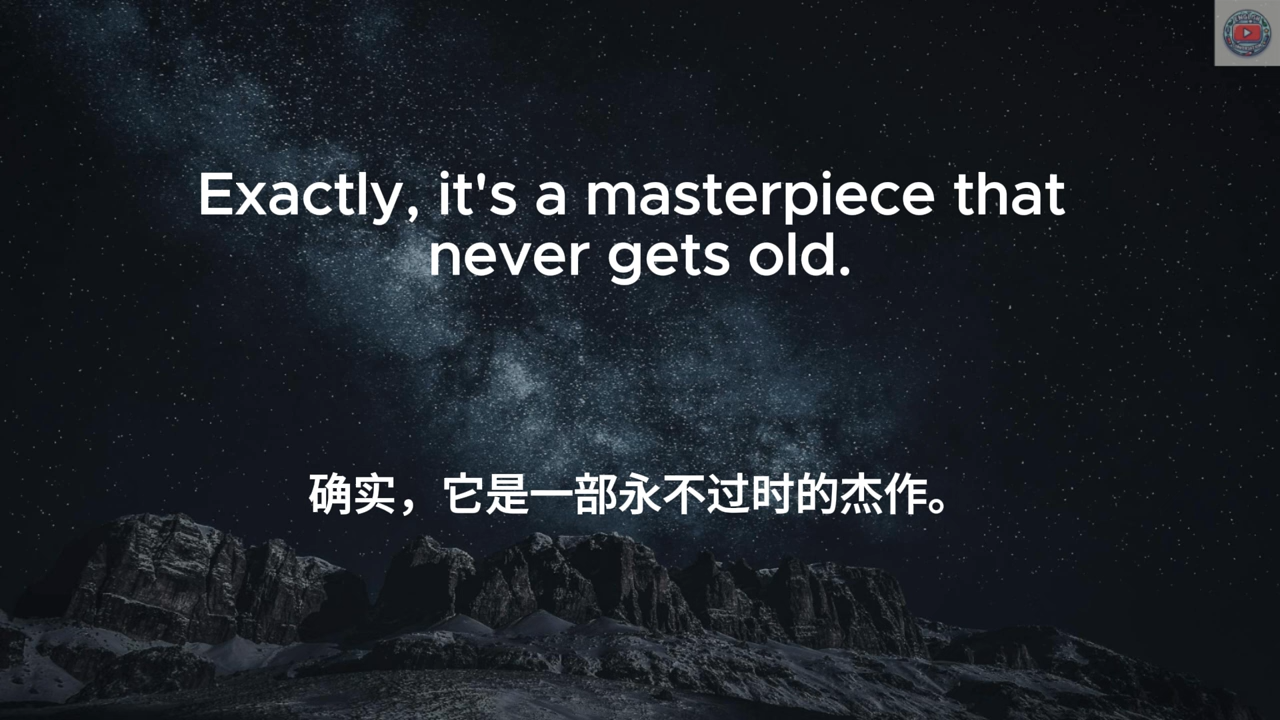 Exactly, it's a masterpiece that
never gets old.
确实，它是一部永不过时的杰作。